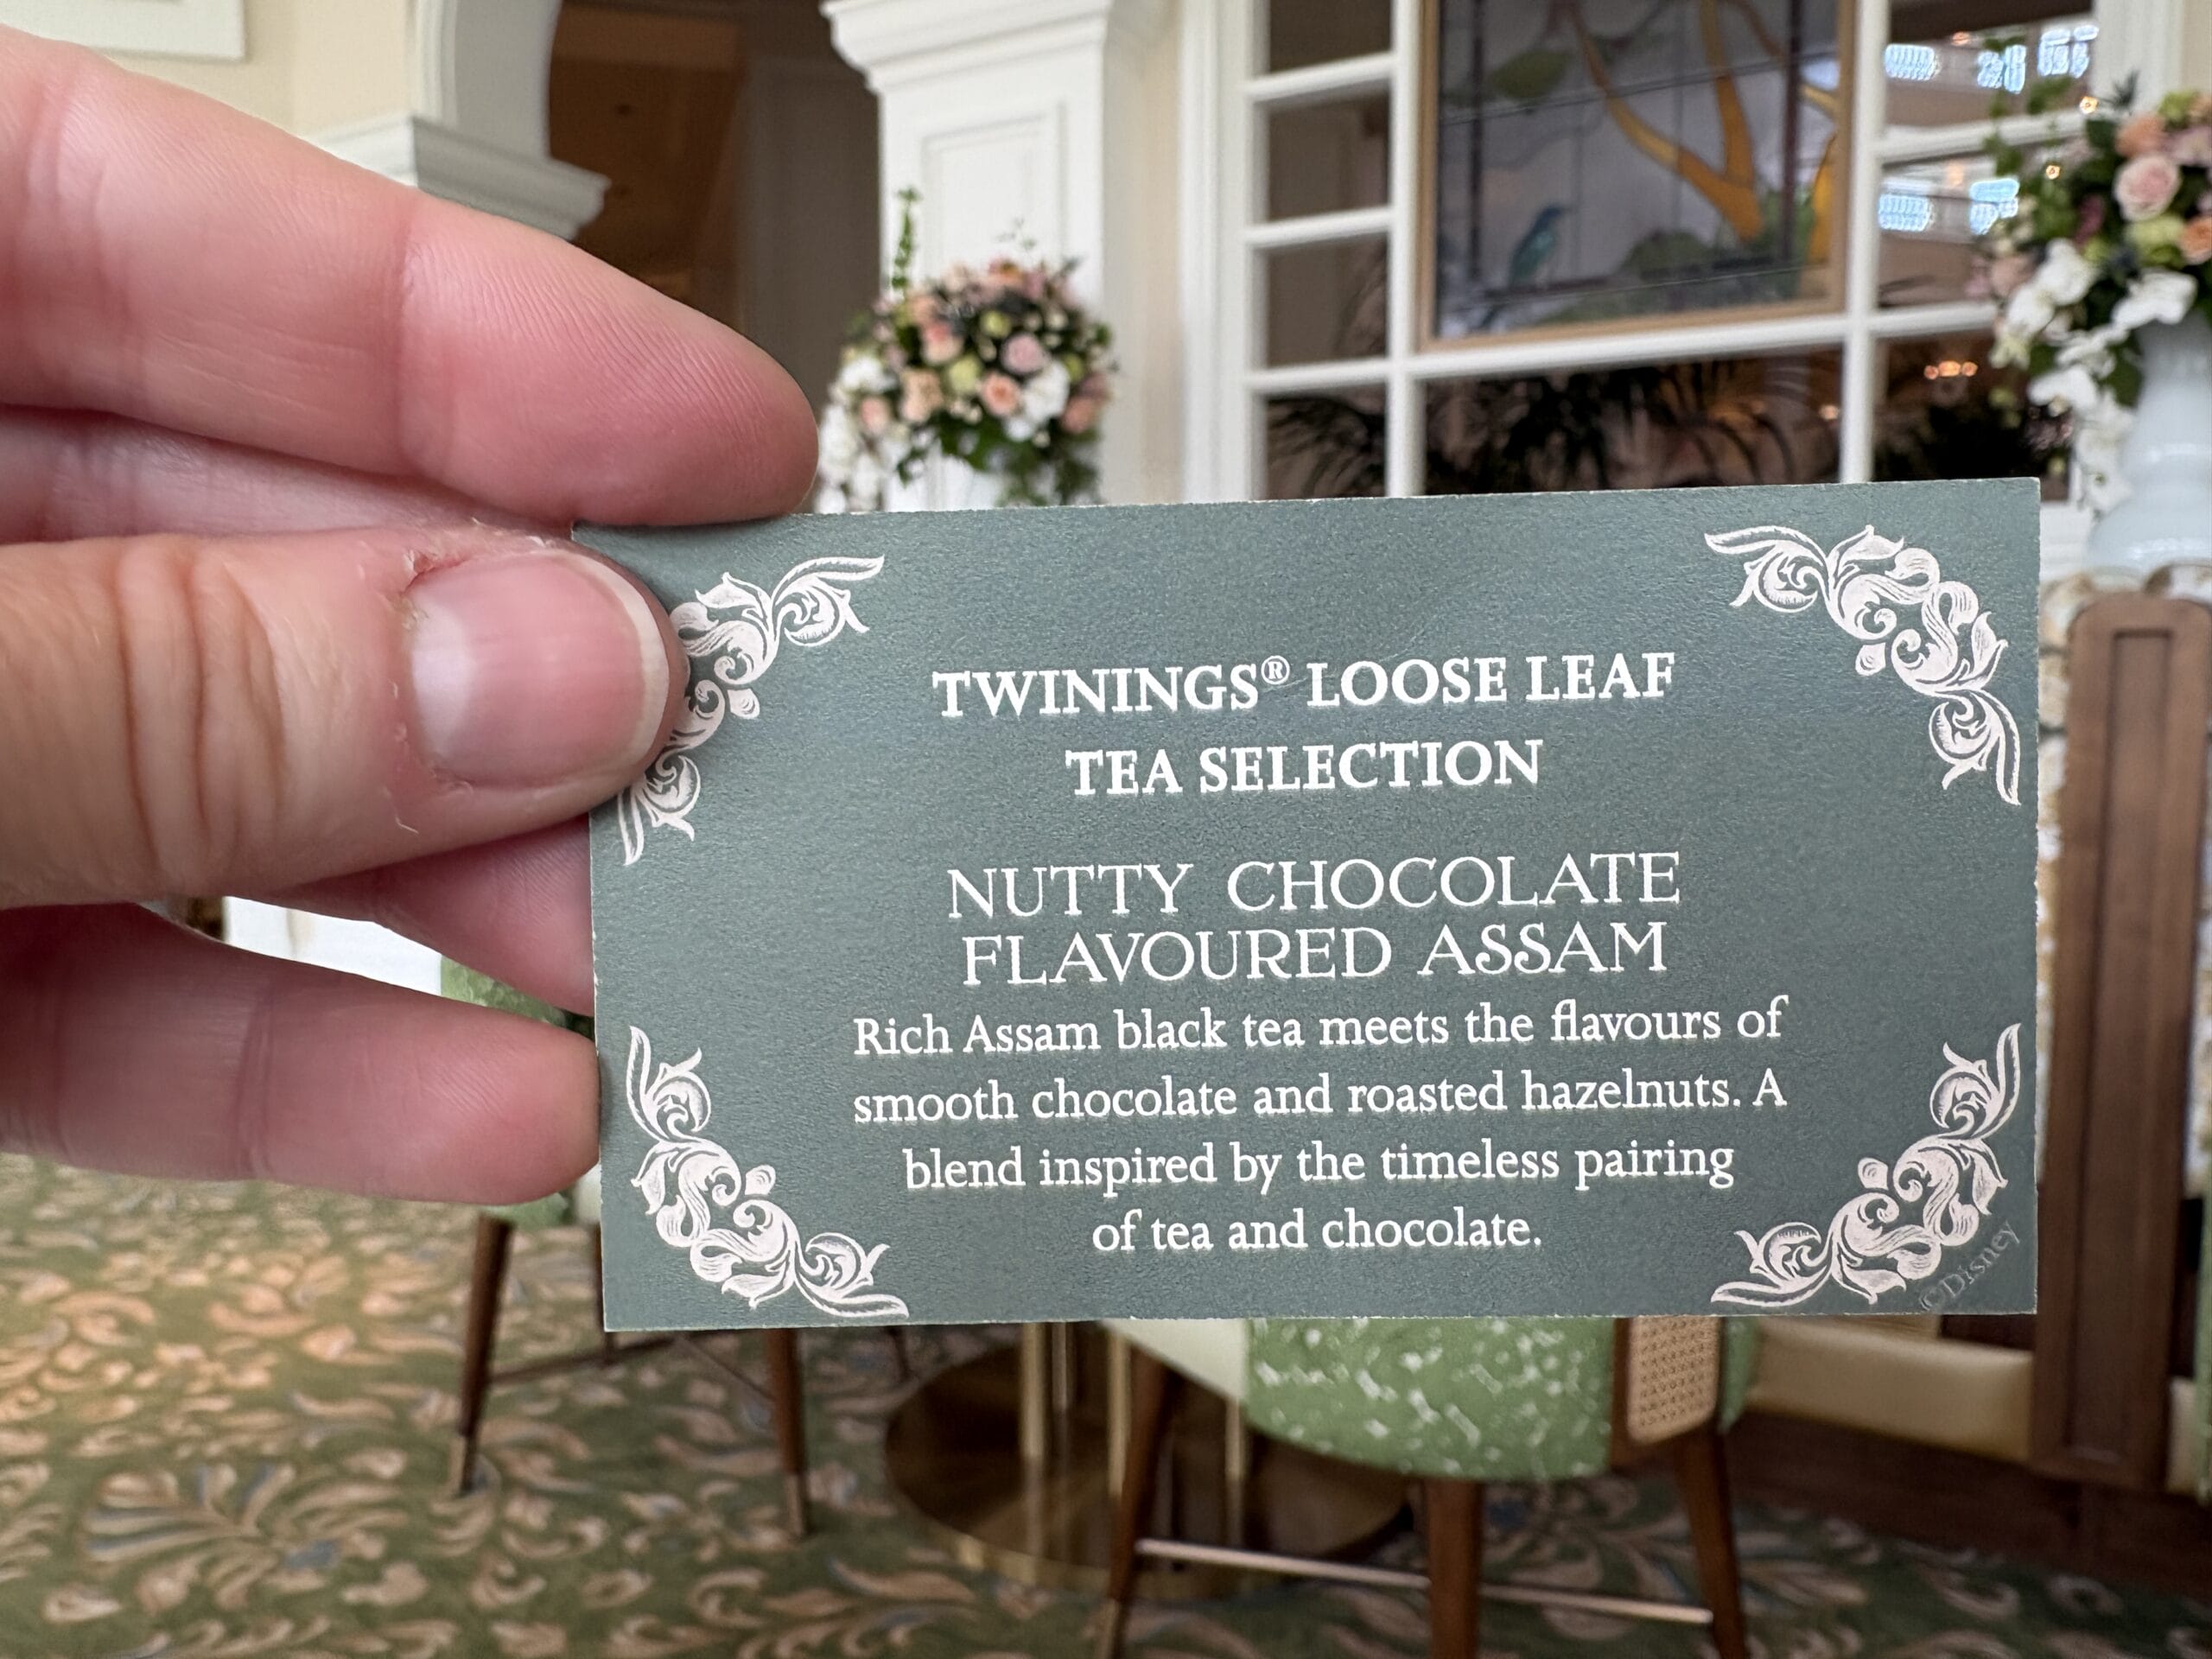 TWININGS® LOOSE LEAF
TEA SELECTION
NUTTY CHOCOLATE
FLAVOURED ASSAM
Rich Assam black tea meets the flavours of
smooth chocolate and roasted hazelnuts. A
blend inspired by the timeless pairing
of tea and chocolate.
©Disney